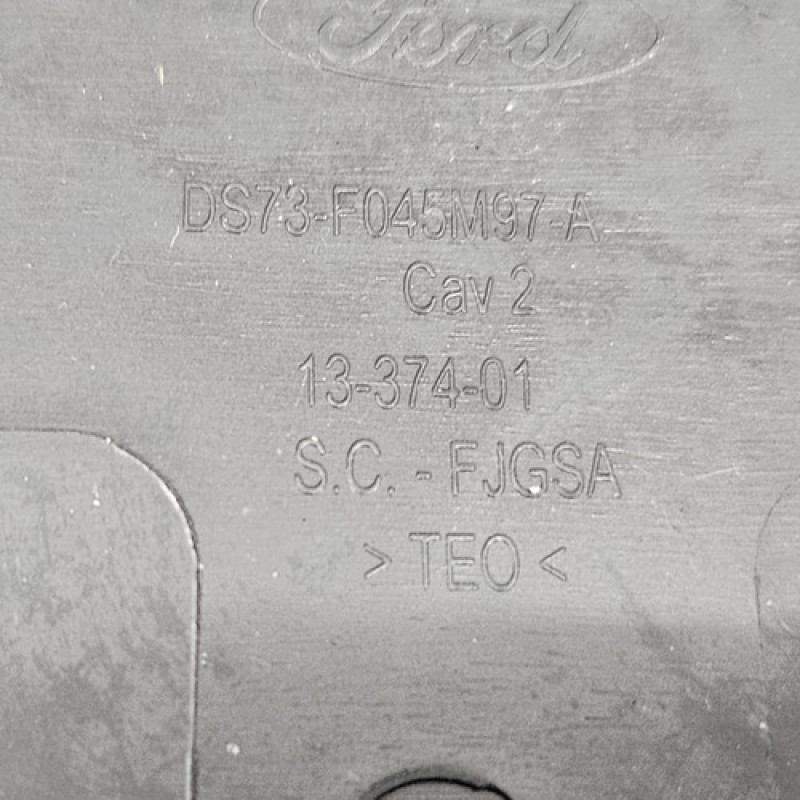 Ford
DS73-F045M97-A
Cav 2
13-374-01
S.C. - FJGSA
> TEO <